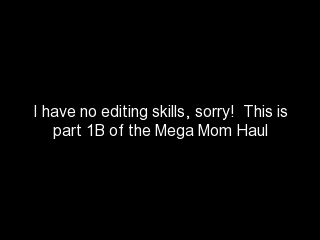 I have no editing skills, sorry!  This is
part 1B of the Mega Mom Haul